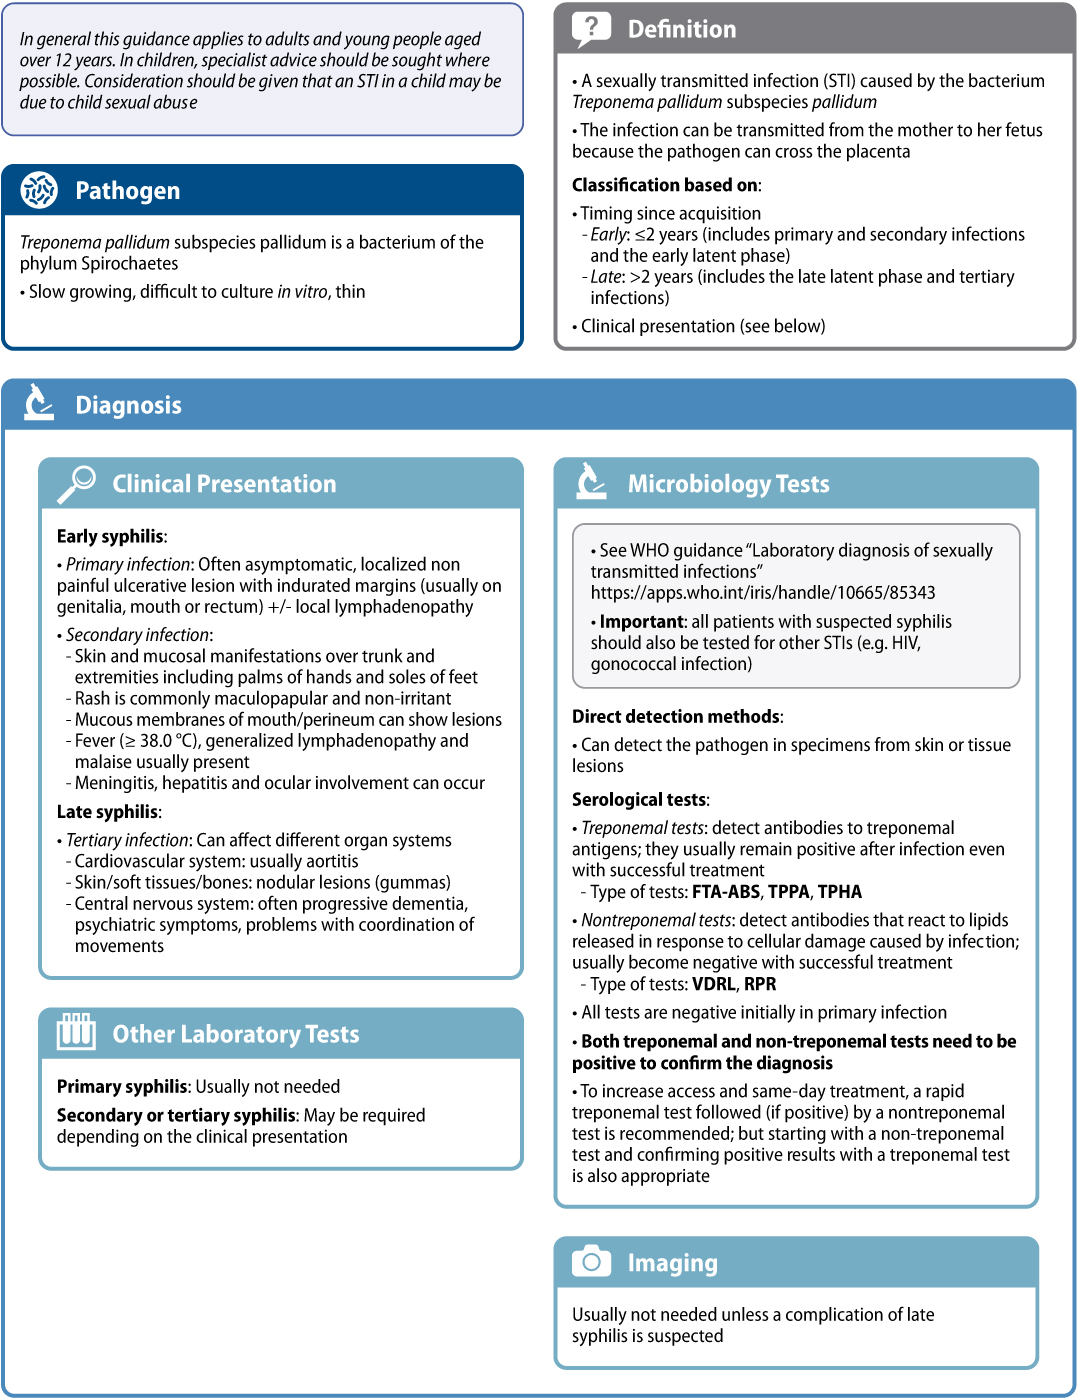 In general this guidance applies to adults and young people aged
over 12 years. In children, specialist advice should be sought where
possible. Consideration should be given that an STI in a child may be
due to child sexual abuse
Pathogen
Treponema pallidum subspecies pallidum is a bacterium of the
phylum Spirochaetes
• Slow growing, difficult to culture in vitro, thin
? Definition
• A sexually transmitted infection (STI) caused by the bacterium
Treponema pallidum subspecies pallidum
• The infection can be transmitted from the mother to her fetus
because the pathogen can cross the placenta
Classification based on:
• Timing since acquisition
- Early: ≤2 years (includes primary and secondary infections
and the early latent phase)
- Late: >2 years (includes the late latent phase and tertiary
infections)
• Clinical presentation (see below)
Diagnosis
Clinical Presentation
Early syphilis:
• Primary infection: Often asymptomatic, localized non
painful ulcerative lesion with indurated margins (usually on
genitalia, mouth or rectum) +/- local lymphadenopathy
• Secondary infection:
- Skin and mucosal manifestations over trunk and
extremities including palms of hands and soles of feet
- Rash is commonly maculopapular and non-irritant
- Mucous membranes of mouth/perineum can show lesions
- Fever (≥ 38.0 °C), generalized lymphadenopathy and
malaise usually present
- Meningitis, hepatitis and ocular involvement can occur
Late syphilis:
• Tertiary infection: Can affect different organ systems
- Cardiovascular system: usually aortitis
- Skin/soft tissues/bones: nodular lesions (gummas)
- Central nervous system: often progressive dementia,
psychiatric symptoms, problems with coordination of
movements
Other Laboratory Tests
Primary syphilis: Usually not needed
Secondary or tertiary syphilis: May be required
depending on the clinical presentation
Microbiology Tests
• See WHO guidance “Laboratory diagnosis of sexually
transmitted infections”
https://apps.who.int/iris/handle/10665/85343
• Important: all patients with suspected syphilis
should also be tested for other STIs (e.g. HIV,
gonococcal infection)
Direct detection methods:
• Can detect the pathogen in specimens from skin or tissue
lesions
Serological tests:
• Treponemal tests: detect antibodies to treponemal
antigens; they usually remain positive after infection even
with successful treatment
- Type of tests: FTA-ABS, TPPA, TPHA
• Nontreponemal tests: detect antibodies that react to lipids
released in response to cellular damage caused by infection;
usually become negative with successful treatment
- Type of tests: VDRL, RPR
• All tests are negative initially in primary infection
• Both treponemal and non-treponemal tests need to be
positive to confirm the diagnosis
• To increase access and same-day treatment, a rapid
treponemal test followed (if positive) by a nontreponemal
test is recommended; but starting with a non-treponemal
test and confirming positive results with a treponemal test
is also appropriate
Imaging
Usually not needed unless a complication of late
syphilis is suspected